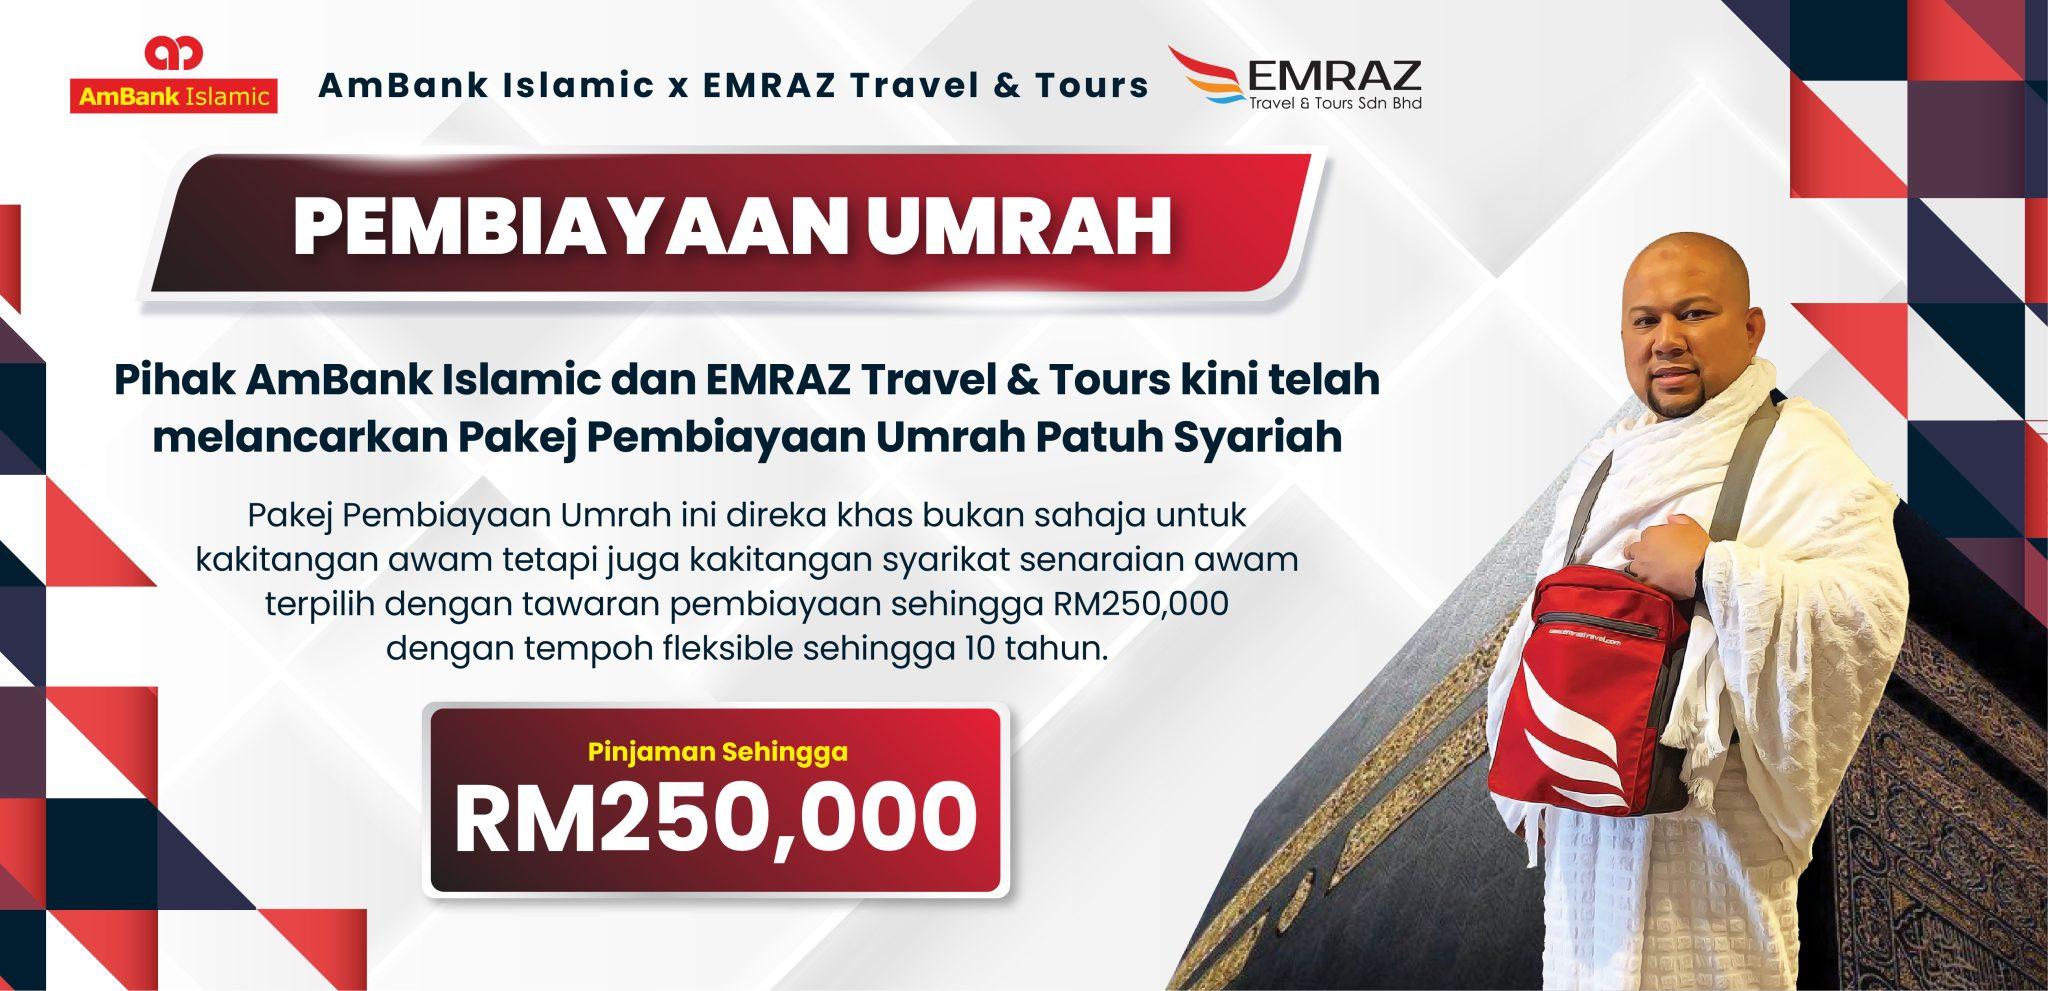 AmBank Islamic
AmBank Islamic x EMRAZ Travel & Tours
EMRAZ
Travel & Tours Sdn Bhd
PEMBIAYAAN UMRAH
Pihak AmBank Islamic dan EMRAZ Travel & Tours kini telah
melancarkan Pakej Pembiayaan Umrah Patuh Syariah
Pakej Pembiayaan Umrah ini direka khas bukan sahaja untuk
kakitangan awam tetapi juga kakitangan syarikat senaraian awam
terpilih dengan tawaran pembiayaan sehingga RM250,000
dengan tempoh fleksible sehingga 10 tahun.
Pinjaman Sehingga
RM250,000
www.emraztravel.com